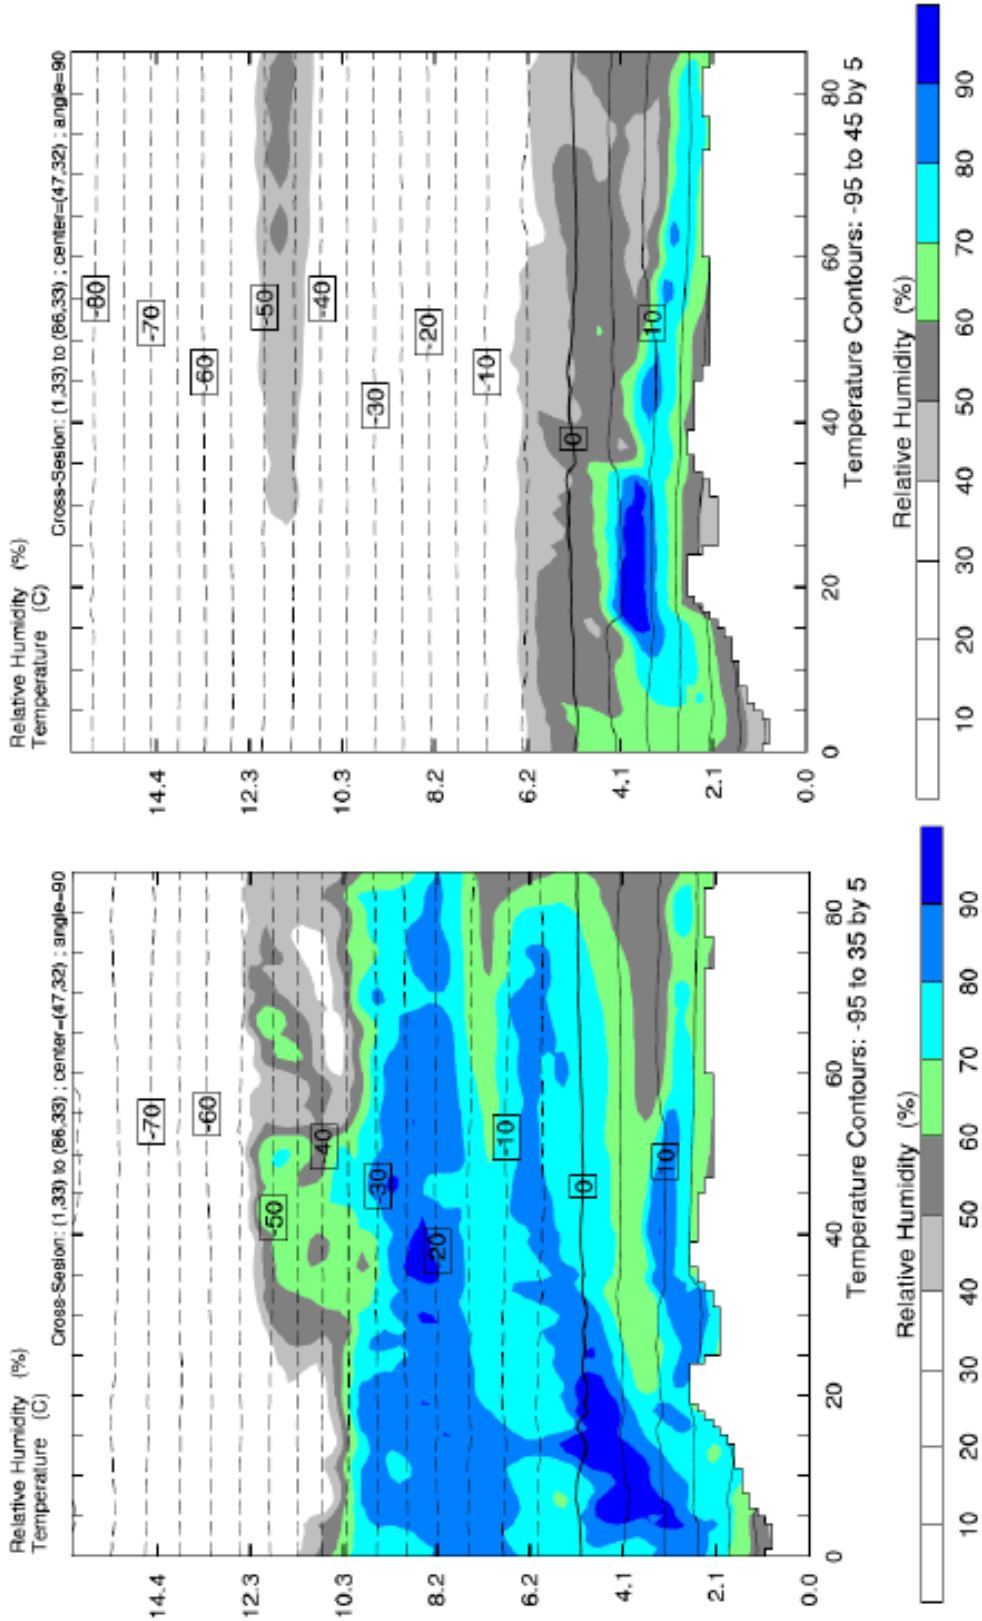 Relative Humidity (%)
Temperature (C)
Cross-Sesion: (1,33) to (86,33) ; center=(47,32) ; angle=90
14.4
12.3
10.3
8.2
6.2
4.1
2.1
0.0
-70
-60
-50
-40
-30
-20
-10
0
10
0 20 40 60 80
Temperature Contours: -95 to 35 by 5
Relative Humidity (%)
10 20 30 40 50 60 70 80 90
Relative Humidity (%)
Temperature (C)
Cross-Sesion: (1,33) to (86,33) ; center=(47,32) ; angle=90
14.4
12.3
10.3
8.2
6.2
4.1
2.1
0.0
-80
-70
-60
-50
-40
-30
-20
-10
0
10
0 20 40 60 80
Temperature Contours: -95 to 45 by 5
Relative Humidity (%)
10 20 30 40 50 60 70 80 90